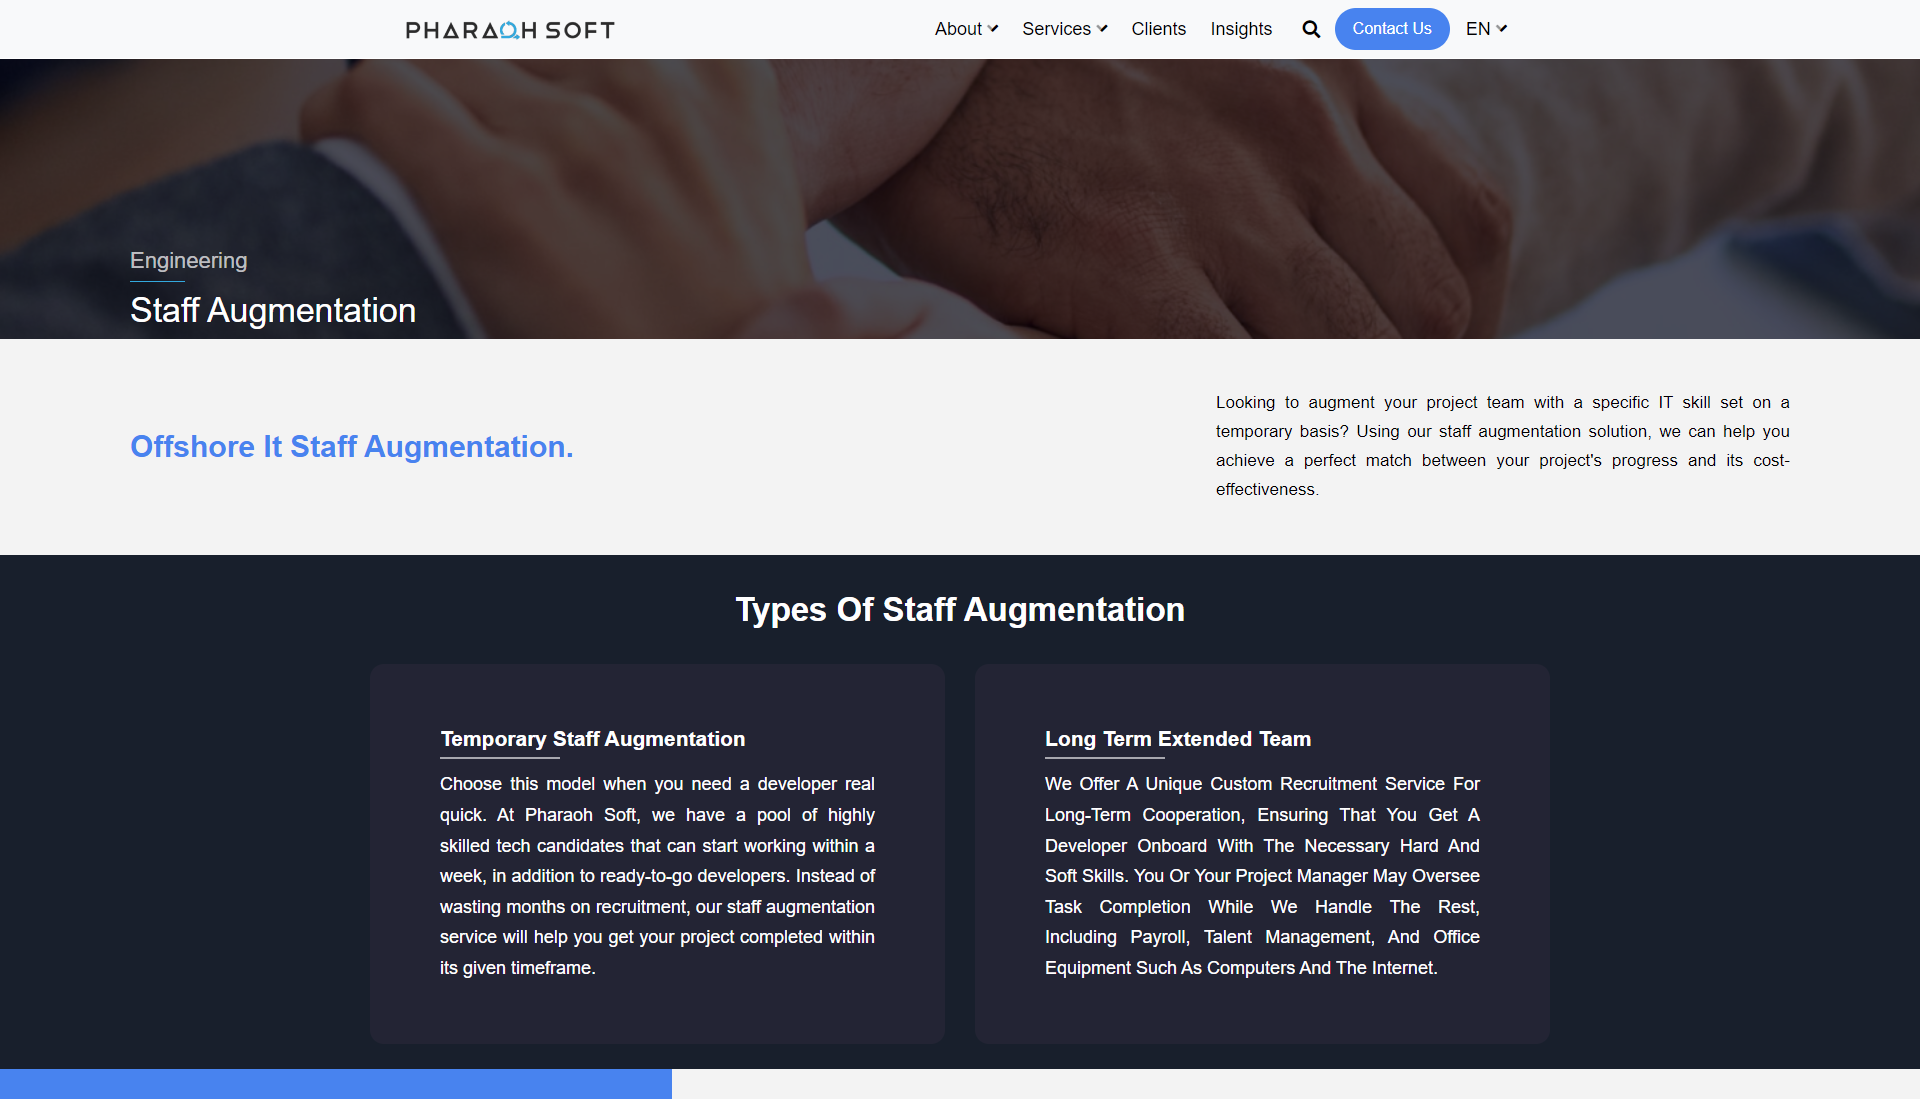 PHARAOH SOFT
About
Services
Clients
Insights
Contact Us
EN
Engineering
Staff Augmentation
Offshore It Staff Augmentation.
Looking to augment your project team with a specific IT skill set on a
temporary basis? Using our staff augmentation solution, we can help you
achieve a perfect match between your project's progress and its cost-
effectiveness.
Types Of Staff Augmentation
Temporary Staff Augmentation
Choose this model when you need a developer real
quick. At Pharaoh Soft, we have a pool of highly
skilled tech candidates that can start working within a
week, in addition to ready-to-go developers. Instead of
wasting months on recruitment, our staff augmentation
service will help you get your project completed within
its given timeframe.
Long Term Extended Team
We Offer A Unique Custom Recruitment Service For
Long-Term Cooperation, Ensuring That You Get A
Developer Onboard With The Necessary Hard And
Soft Skills. You Or Your Project Manager May Oversee
Task Completion While We Handle The Rest,
Including Payroll, Talent Management, And Office
Equipment Such As Computers And The Internet.